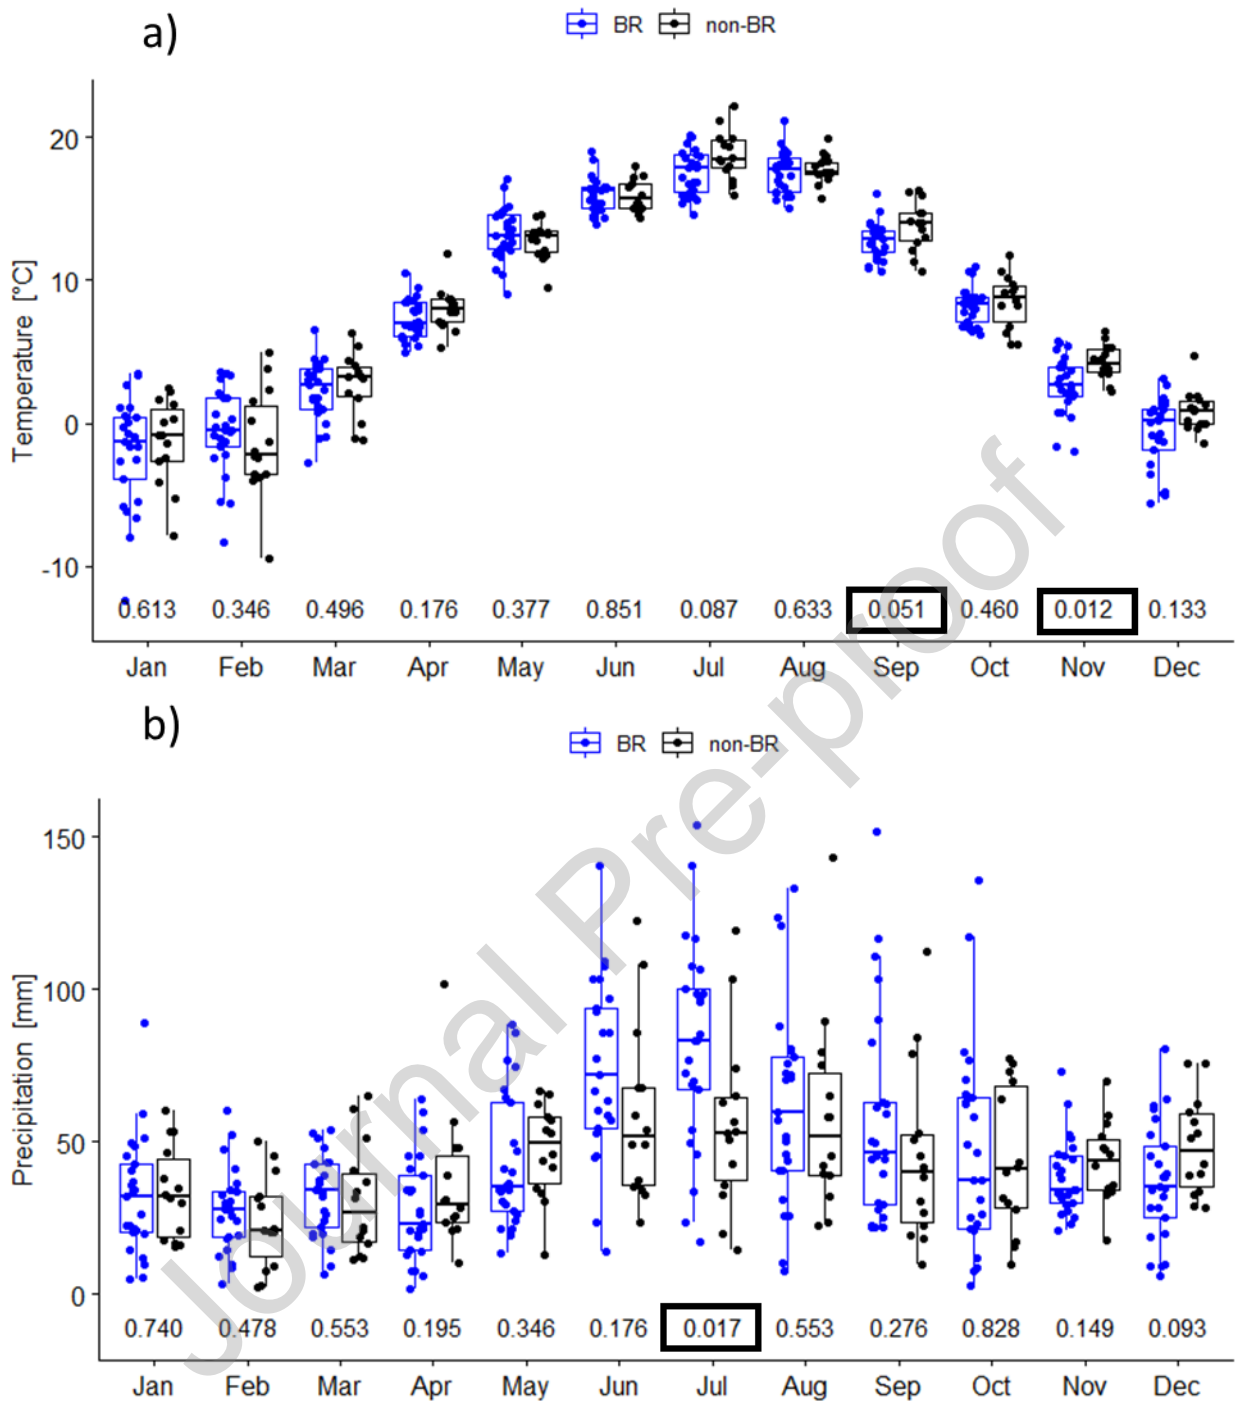 a)
BR non-BR
Temperature [°C]
20
10
0
-10
0.613 0.346 0.496 0.176 0.377 0.851 0.087 0.633 0.051 0.460 0.012 0.133
Jan Feb Mar Apr May Jun Jul Aug Sep Oct Nov Dec
b)
BR non-BR
Precipitation [mm]
150
100
50
0
0.740 0.478 0.553 0.195 0.346 0.176 0.017 0.553 0.276 0.828 0.149 0.093
Jan Feb Mar Apr May Jun Jul Aug Sep Oct Nov Dec
Journal Pre-proof